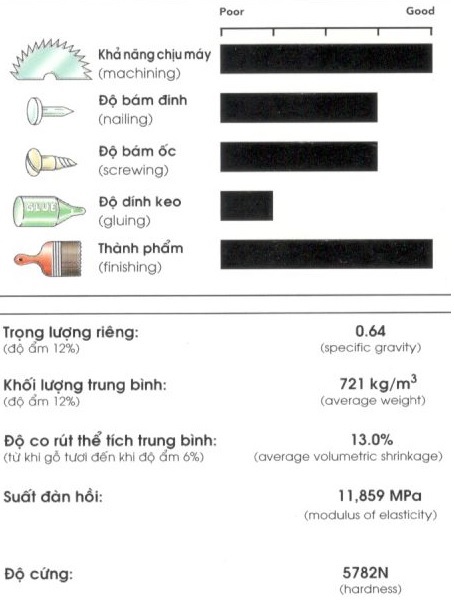 Poor Good
Khả năng chịu máy
(machining)
Độ bám đinh
(nailing)
Độ bám ốc
(screwing)
GLUE
Độ dính keo
(gluing)
Thành phẩm
(finishing)
Trọng lượng riêng: 0.64
(độ ẩm 12%) (specific gravity)
Khối lượng trung bình: 721 kg/m³
(độ ẩm 12%) (average weight)
Độ co rút thể tích trung bình: 13.0%
(từ khi gỗ tươi đến khi độ ẩm 6%) (average volumetric shrinkage)
Suất đàn hồi: 11,859 MPa
(modulus of elasticity)
Độ cứng: 5782N
(hardness)